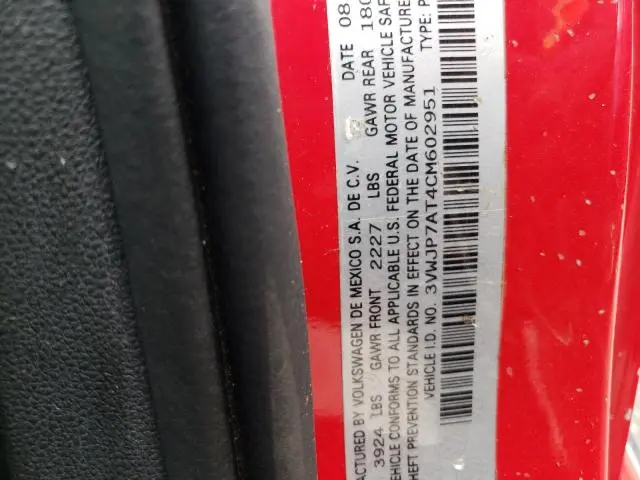 ACTURED BY VOLKSWAGEN DE MEXICO S.A. DE C.V. DATE 08
3924 LBS GAWR FRONT 2227 LBS GAWR REAR 180
EHICLE CONFORMS TO ALL APPLICABLE U.S. FEDERAL MOTOR VEHICLE SAF
HEFT PREVENTION STANDARDS IN EFFECT ON THE DATE OF MANUFACTURE
VEHICLE I.D. NO. 3VWJP7AT4CM602951 TYPE: P